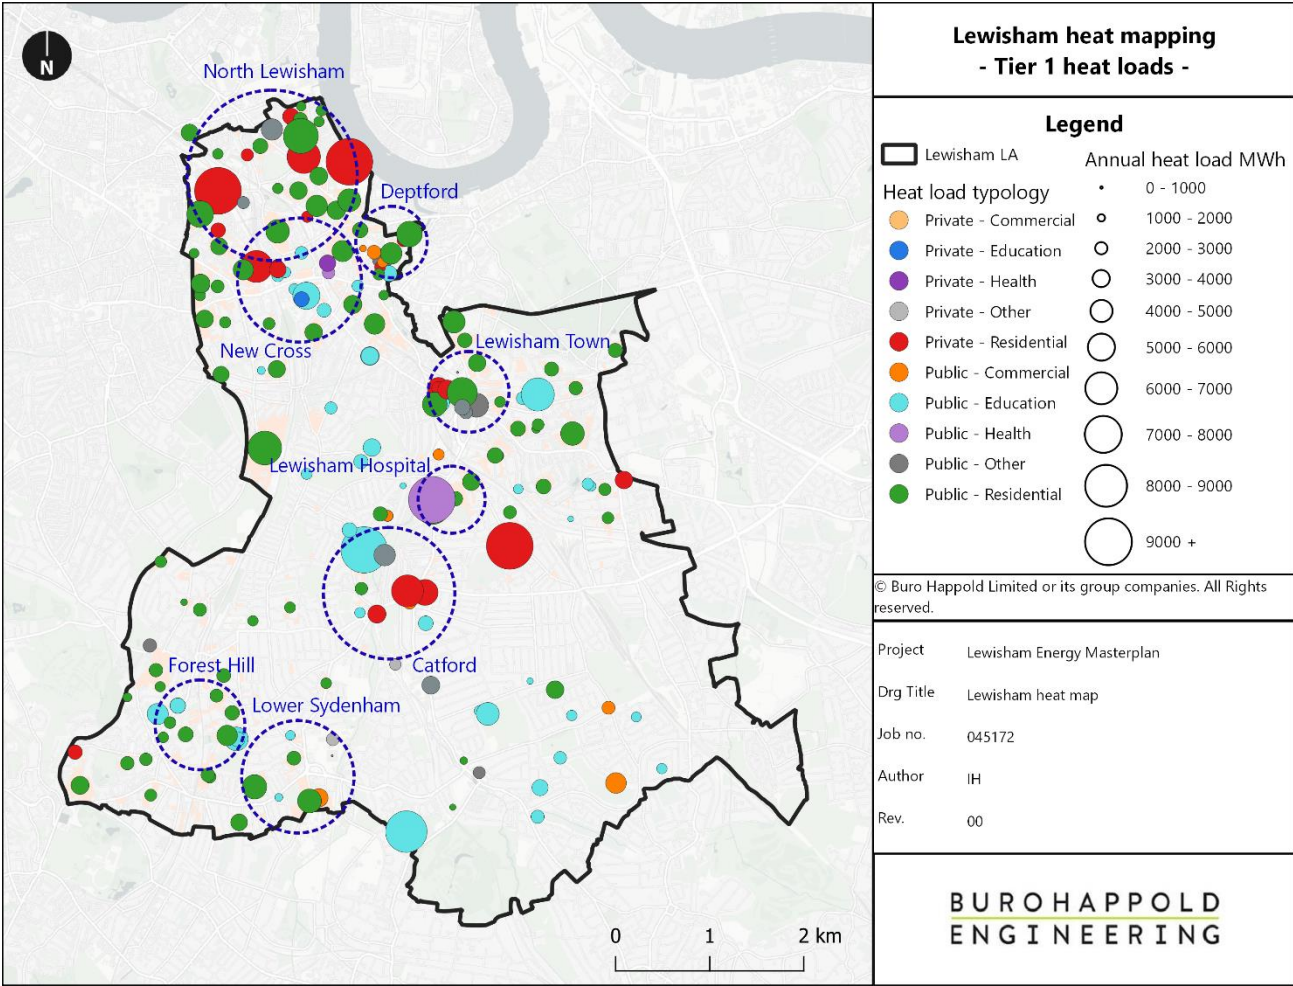 N
North Lewisham
Deptford
New Cross
Lewisham Town
Lewisham Hospital
Catford
Forest Hill
Lower Sydenham
0 1 2 km
Lewisham heat mapping
- Tier 1 heat loads -
Legend
Lewisham LA
Heat load typology
Private - Commercial
Private - Education
Private - Health
Private - Other
Private - Residential
Public - Commercial
Public - Education
Public - Health
Public - Other
Public - Residential
Annual heat load MWh
0 - 1000
1000 - 2000
2000 - 3000
3000 - 4000
4000 - 5000
5000 - 6000
6000 - 7000
7000 - 8000
8000 - 9000
9000 +
© Buro Happold Limited or its group companies. All Rights
reserved.
Project Lewisham Energy Masterplan
Drg Title Lewisham heat map
Job no. 045172
Author IH
Rev. 00
BUROHAPPOLD
ENGINEERING